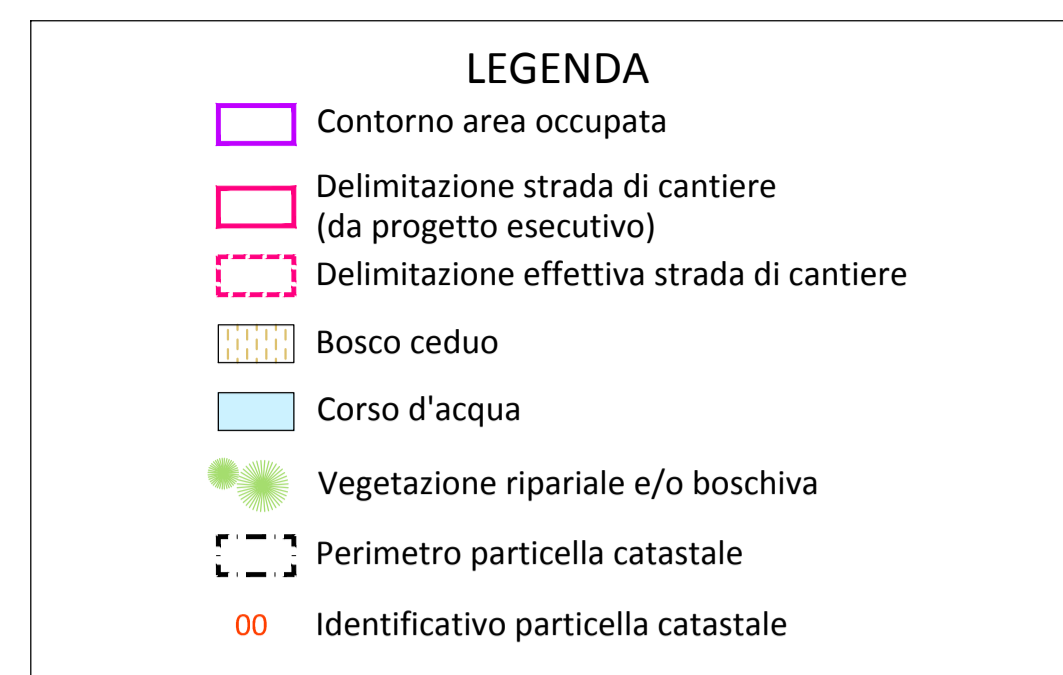 LEGENDA
Contorno area occupata
Delimitazione strada di cantiere
(da progetto esecutivo)
Delimitazione effettiva strada di cantiere
Bosco ceduo
Corso d'acqua
Vegetazione ripariale e/o boschiva
Perimetro particella catastale
00 Identificativo particella catastale